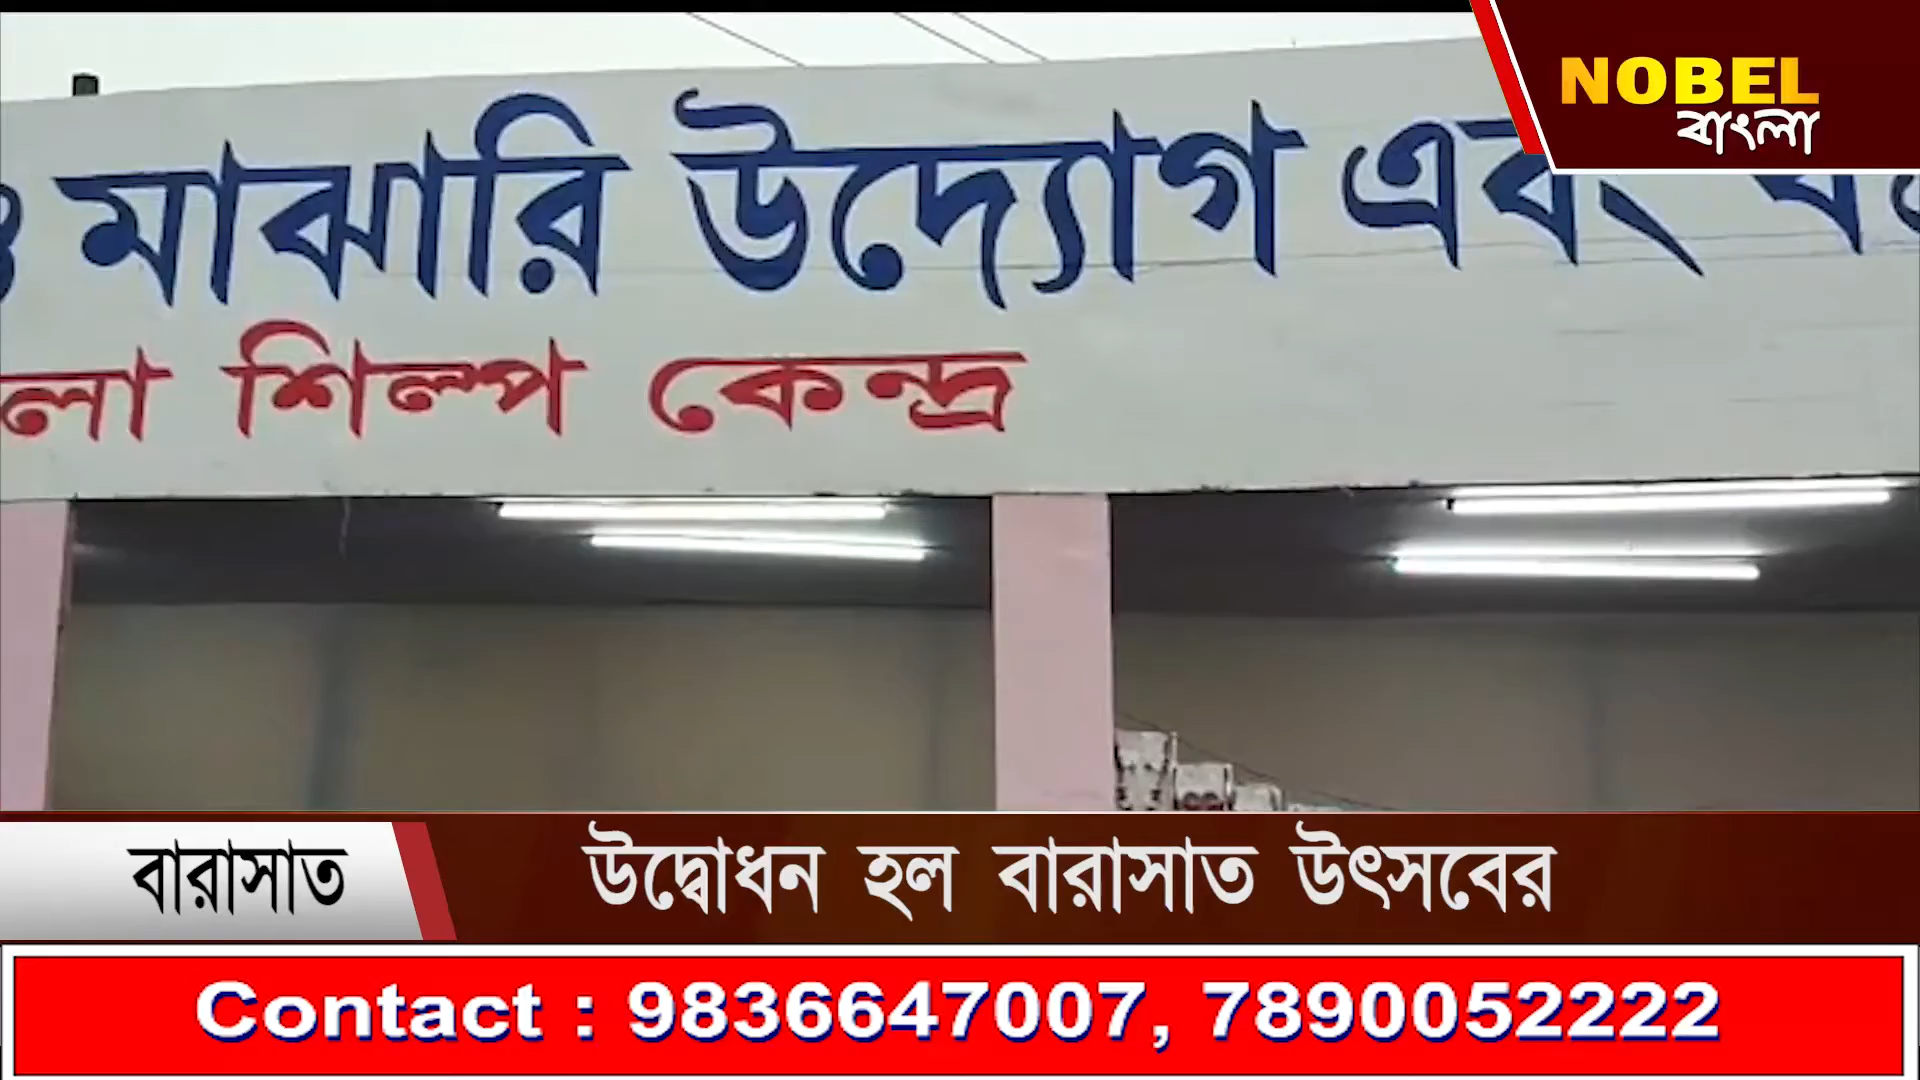 NOBEL
বাংলা
ও মাঝারি উদ্যোগ এবং
শিল্প কেন্দ্র
বারাসাত
উদ্বোধন হল বারাসাত উৎসবের
Contact : 9836647007, 7890052222